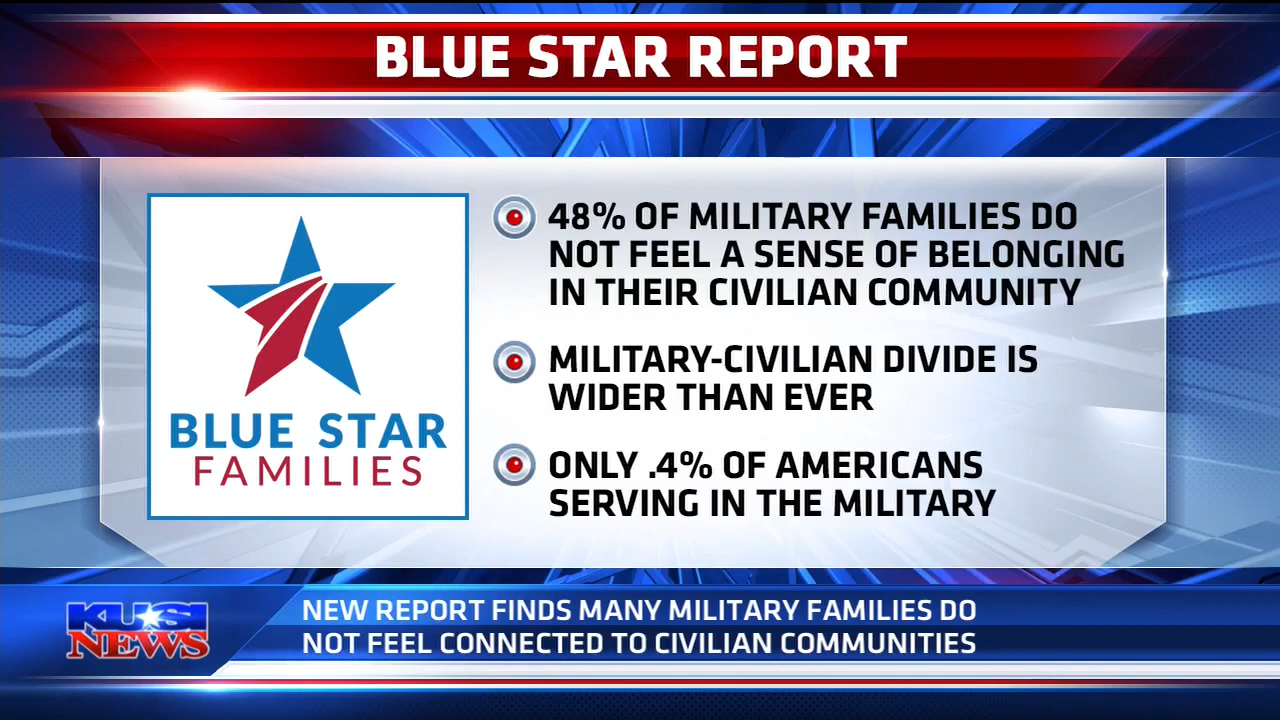 BLUE STAR REPORT
BLUE STAR
FAMILIES
48% OF MILITARY FAMILIES DO
NOT FEEL A SENSE OF BELONGING
IN THEIR CIVILIAN COMMUNITY
MILITARY-CIVILIAN DIVIDE IS
WIDER THAN EVER
ONLY .4% OF AMERICANS
SERVING IN THE MILITARY
KUSI
NEWS
NEW REPORT FINDS MANY MILITARY FAMILIES DO
NOT FEEL CONNECTED TO CIVILIAN COMMUNITIES